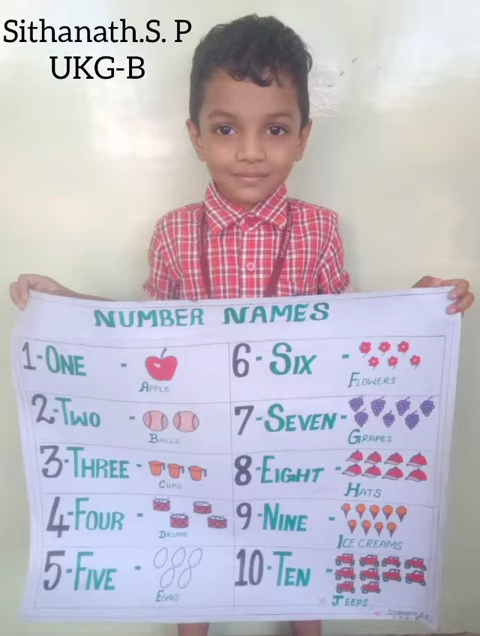 Sithanath.S. P
UKG-B
NUMBER NAMES
1-ONE -
APPLE
2-TWO -
BALLS
3-THREE -
CUPS
4-FOUR -
DRUMS
5-FIVE -
EGGS
6-SIX -
FLOWERS
7-SEVEN-
GRAPES
8-EIGHT -
HATS
9-NINE -
ICE CREAMS
10-TEN -
JEEPS